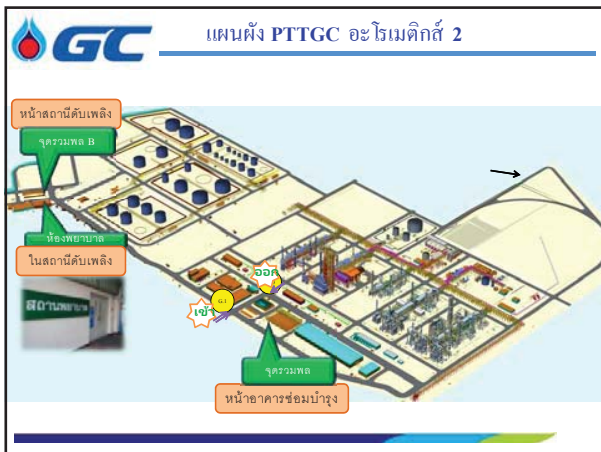 GC
แผนผัง PTTGC อะโรเมติกส์ 2
หน้าสถานีดับเพลิง
จุดรวมพล B
ห้องพยาบาล
ในสถานีดับเพลิง
สถานพยาบาล
ออก
G.1
เข้า
จุดรวมพล
หน้าอาคารซ่อมบำรุง